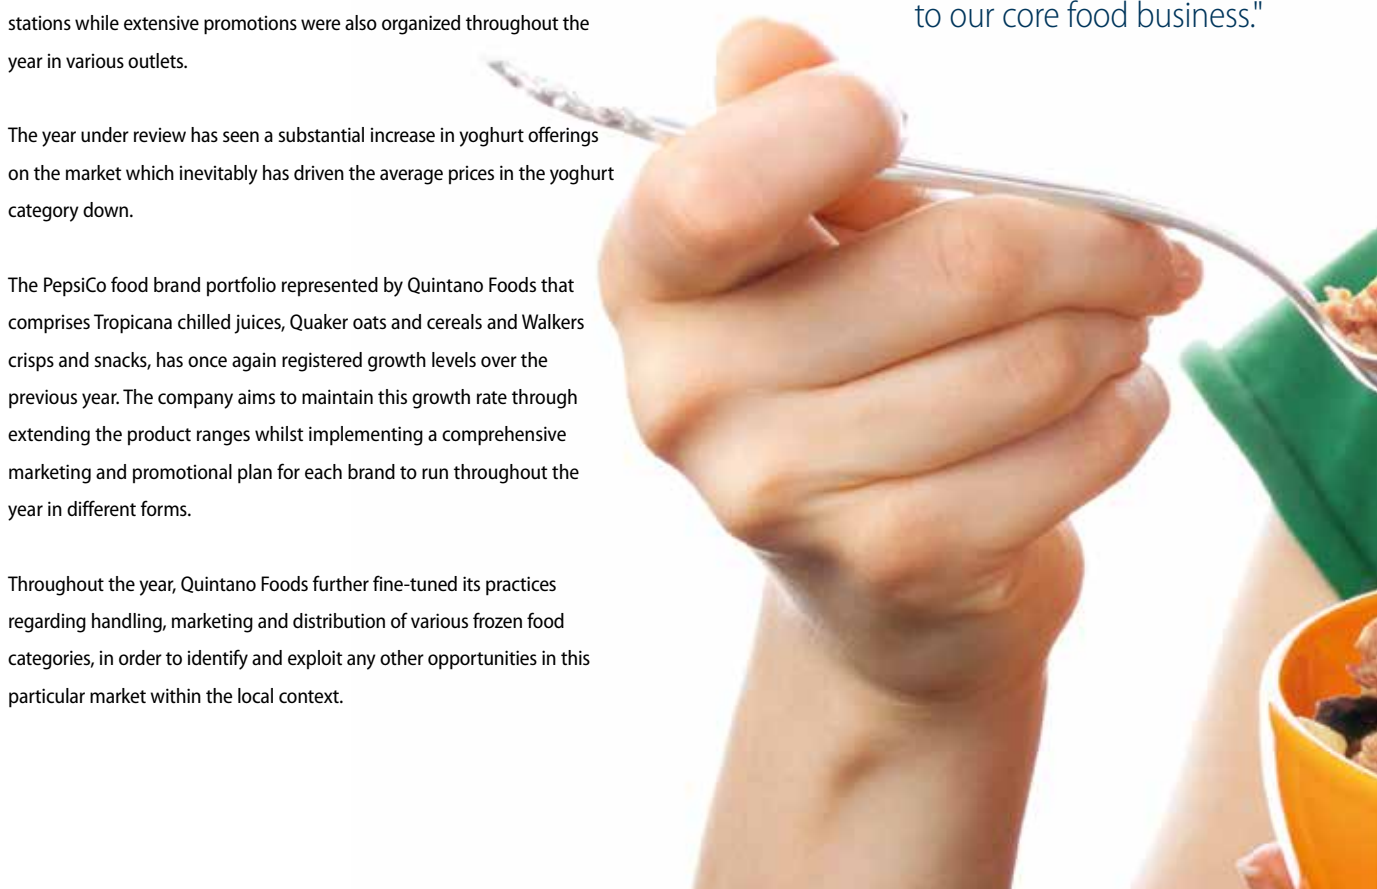 stations while extensive promotions were also organized throughout the
year in various outlets.
The year under review has seen a substantial increase in yoghurt offerings
on the market which inevitably has driven the average prices in the yoghurt
category down.
The PepsiCo food brand portfolio represented by Quintano Foods that
comprises Tropicana chilled juices, Quaker oats and cereals and Walkers
crisps and snacks, has once again registered growth levels over the
previous year. The company aims to maintain this growth rate through
extending the product ranges whilst implementing a comprehensive
marketing and promotional plan for each brand to run throughout the
year in different forms.
Throughout the year, Quintano Foods further fine-tuned its practices
regarding handling, marketing and distribution of various frozen food
categories, in order to identify and exploit any other opportunities in this
particular market within the local context.
to our core food business."